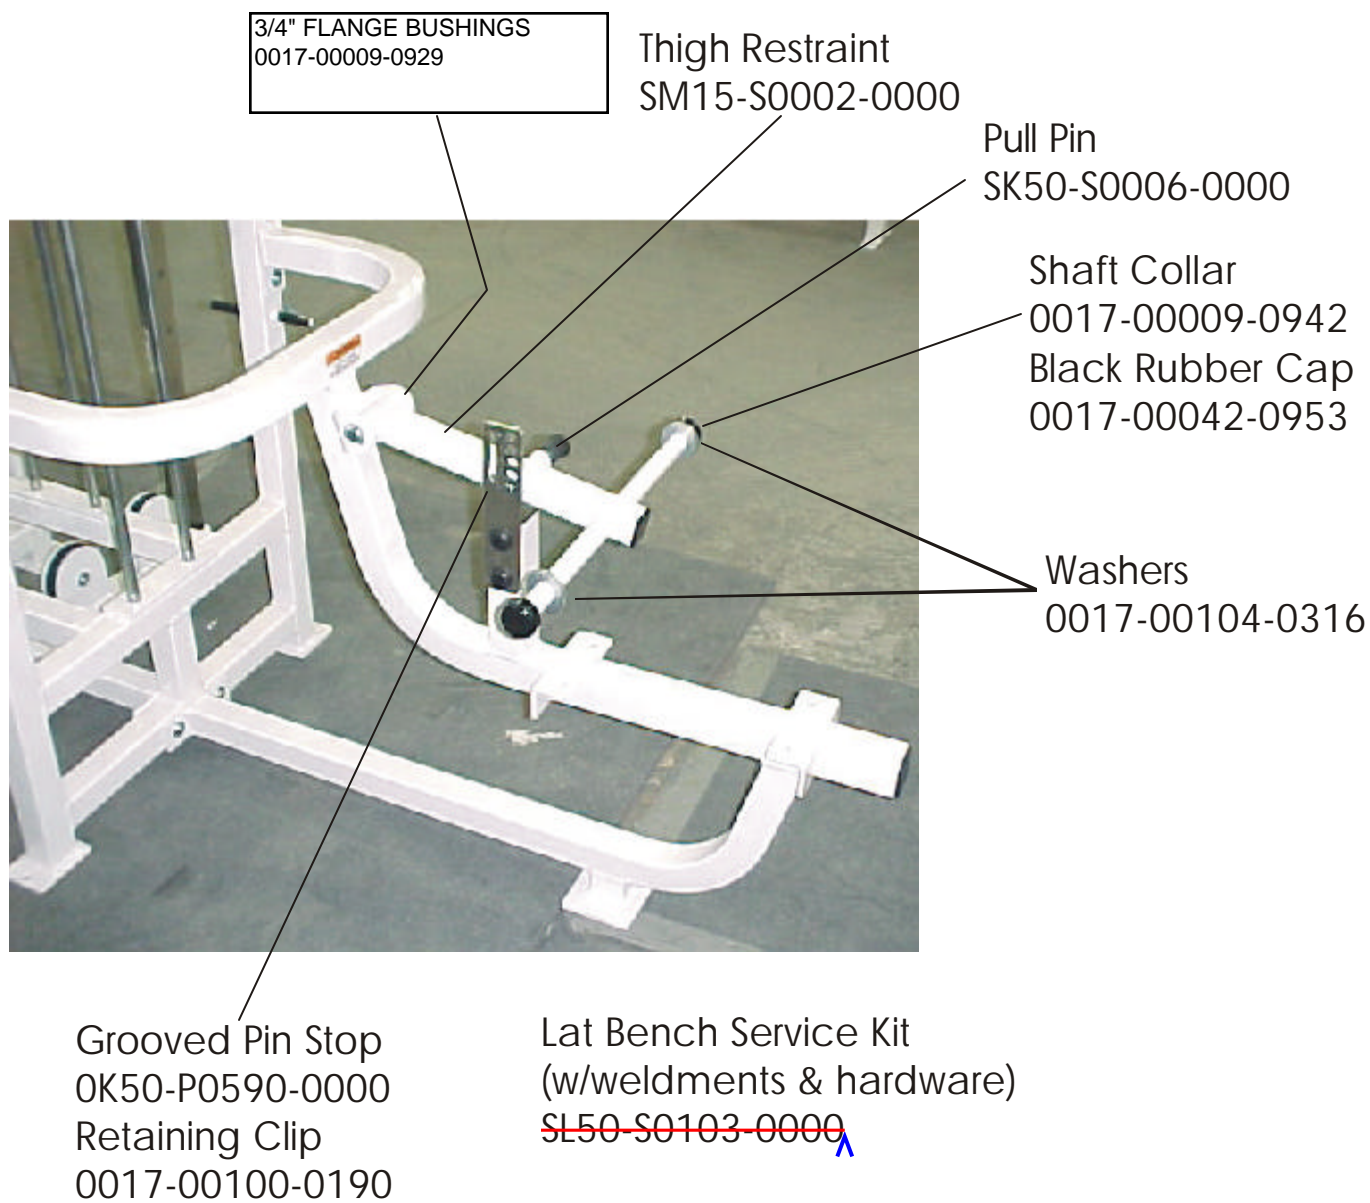 3/4" FLANGE BUSHINGS
0017-00009-0929
Thigh Restraint
SM15-S0002-0000
Pull Pin
SK50-S0006-0000
Shaft Collar
0017-00009-0942
Black Rubber Cap
0017-00042-0953
Washers
0017-00104-0316
Grooved Pin Stop
0K50-P0590-0000
Retaining Clip
0017-00100-0190
Lat Bench Service Kit
(w/weldments & hardware)
SL50-S0103-0000